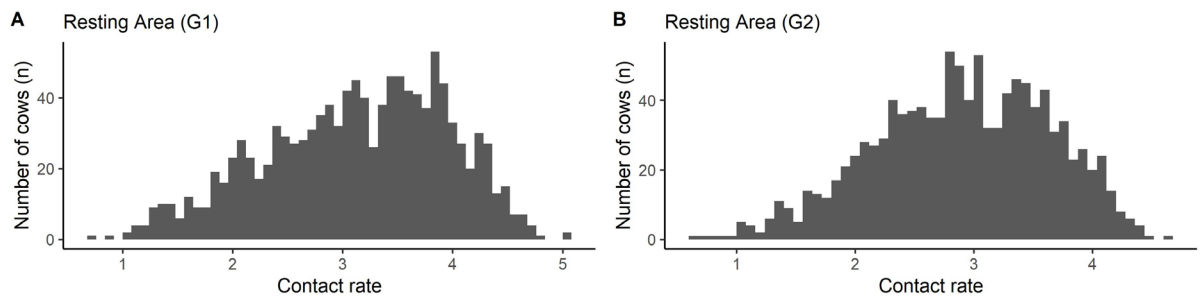 A
Resting Area (G1)
Number of cows (n)
40
20
0
1 2 3 4 5
Contact rate
B
Resting Area (G2)
Number of cows (n)
40
20
0
1 2 3 4
Contact rate